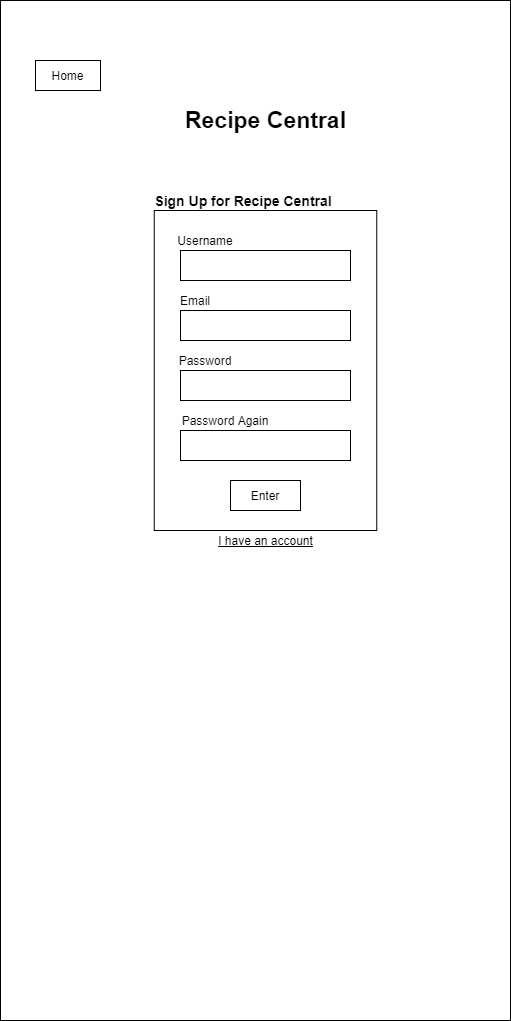 Home
Recipe Central
Sign Up for Recipe Central
Username
Email
Password
Password Again
Enter
I have an account